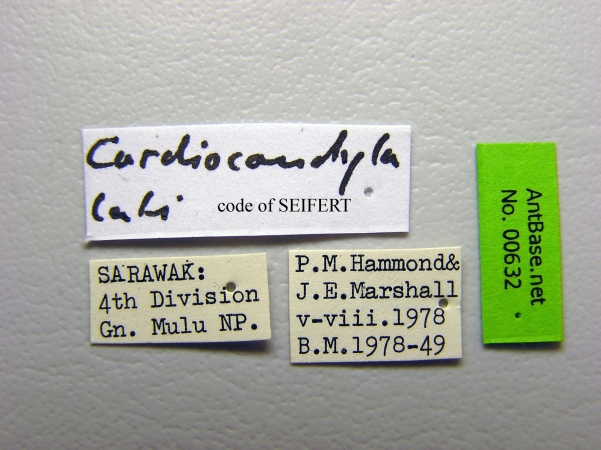 Cardiocondyla
lati
code of SEIFERT
SARAWAK:
4th Division
Gn. Mulu NP.
P.M.Hammond&
J.E.Marshall
v-viii.1978
B.M.1978-49
AntBase.net
No. 00632